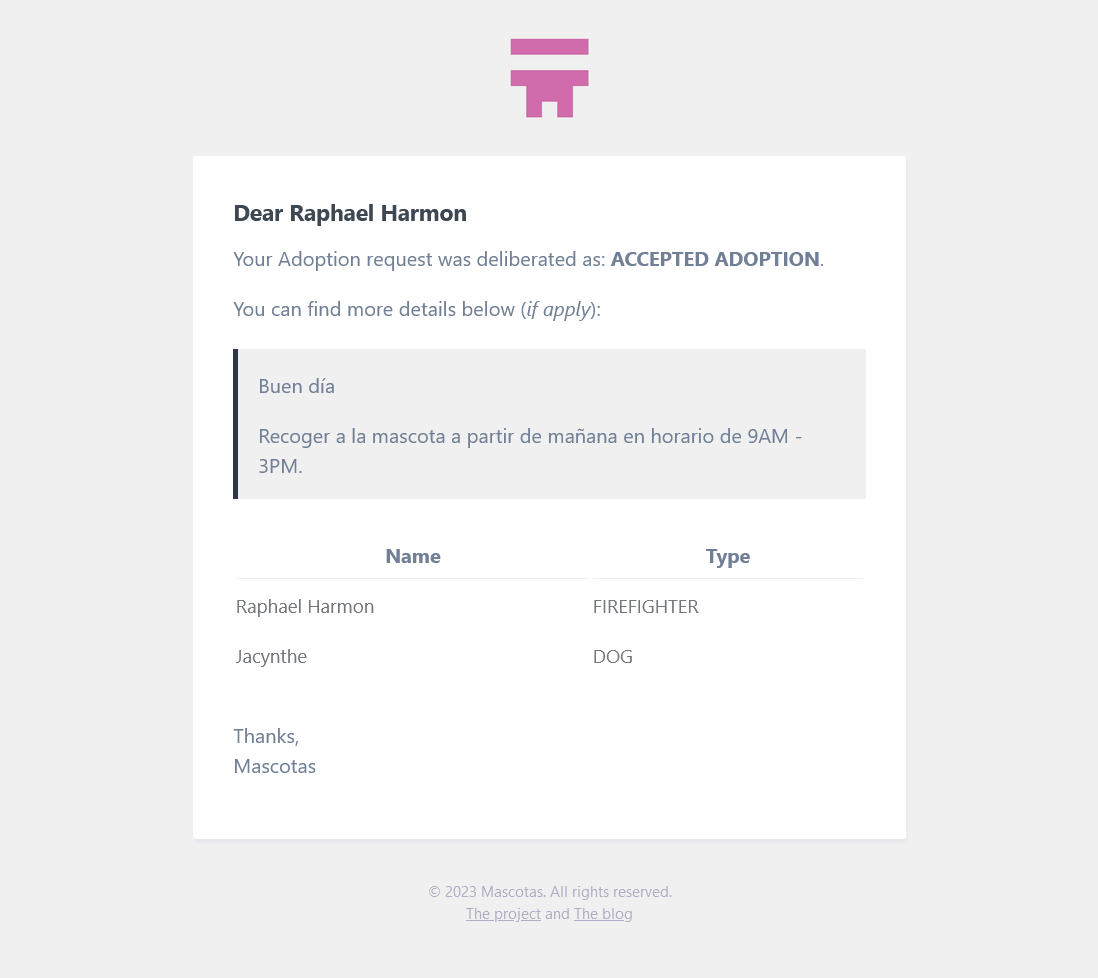 Dear Raphael Harmon
Your Adoption request was deliberated as: ACCEPTED ADOPTION.
You can find more details below (if apply):
Buen día
Recoger a la mascota a partir de mañana en horario de 9AM -
3PM.
Name Type
Raphael Harmon FIREFIGHTER
Jacynthe DOG
Thanks,
Mascotas
© 2023 Mascotas. All rights reserved.
The project and The blog